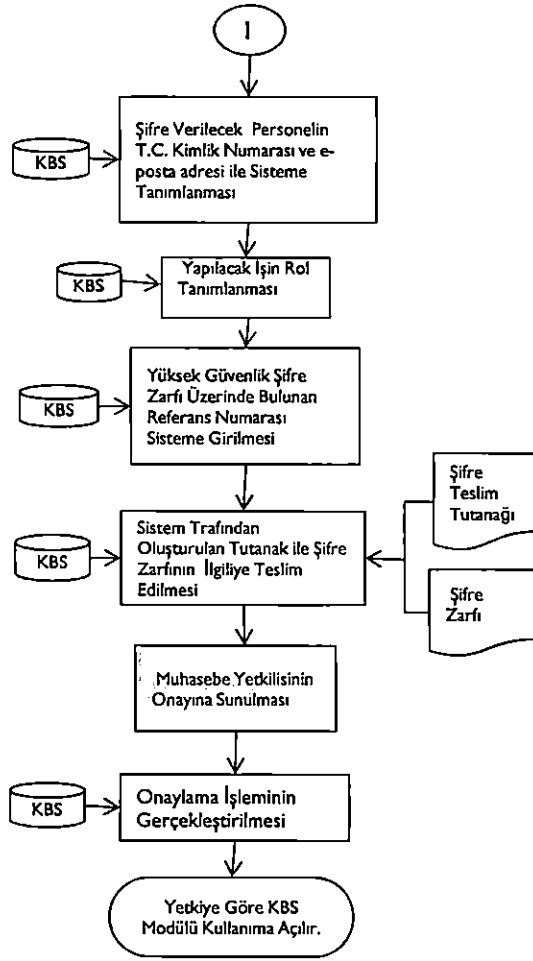 1
Şifre Verilecek Personelin
KBS
T.C. Kimlik Numarası ve e-
posta adresi ile Sisteme
Tanımlanması
KBS
Yapılacak İşin Rol
Tanımlanması
Yüksek Güvenlik Şifre
Zarfı Üzerinde Bulunan
KBS
Referans Numarası
Sisteme Girilmesi
Şifre
Teslim
Tutanağı
Sistem Trafından
Oluşturulan Tutanak ile Şifre
KBS
Zarfının İlgiliye Teslim
Edilmesi
Şifre
Zarfı
Muhasebe Yetkilisinin
Onayına Sunulması
KBS
Onaylama İşleminin
Gerçekleştirilmesi
Yetkiye Göre KBS
Modülü Kullanıma Açılır.